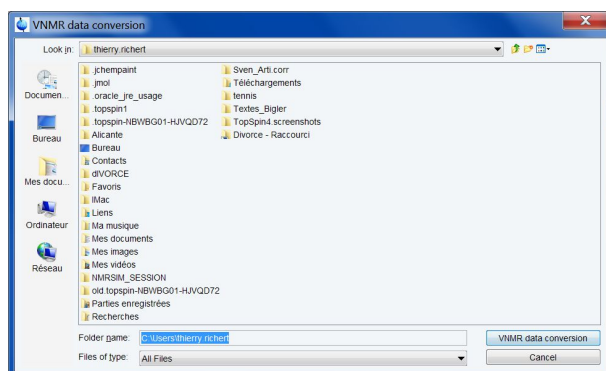 VNMR data conversion
Look in: thierry.richert
.jchempaint
.jmol
.oracle_jre_usage
.topspin1
.topspin-NBWBG01-HJVQD72
Alicante
Bureau
Contacts
dIVORCE
Favoris
IMac
Liens
Ma musique
Mes documents
Mes images
Mes vidéos
NMRSIM_SESSION
old.topspin-NBWBG01-HJVQD72
Parties enregistrées
Recherches
Sven_Arti.corr
Téléchargements
tennis
Textes_Bigler
TopSpin4.screenshots
Divorce - Raccourci
Documen...
Bureau
Mes docu...
Ordinateur
Réseau
Folder name: C:\Users\thierry.richert
VNMR data conversion
Files of type: All Files
Cancel